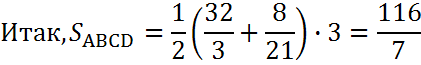 Итак, S_ABCD = 1/2 (32/3 + 8/21) · 3 = 116/7